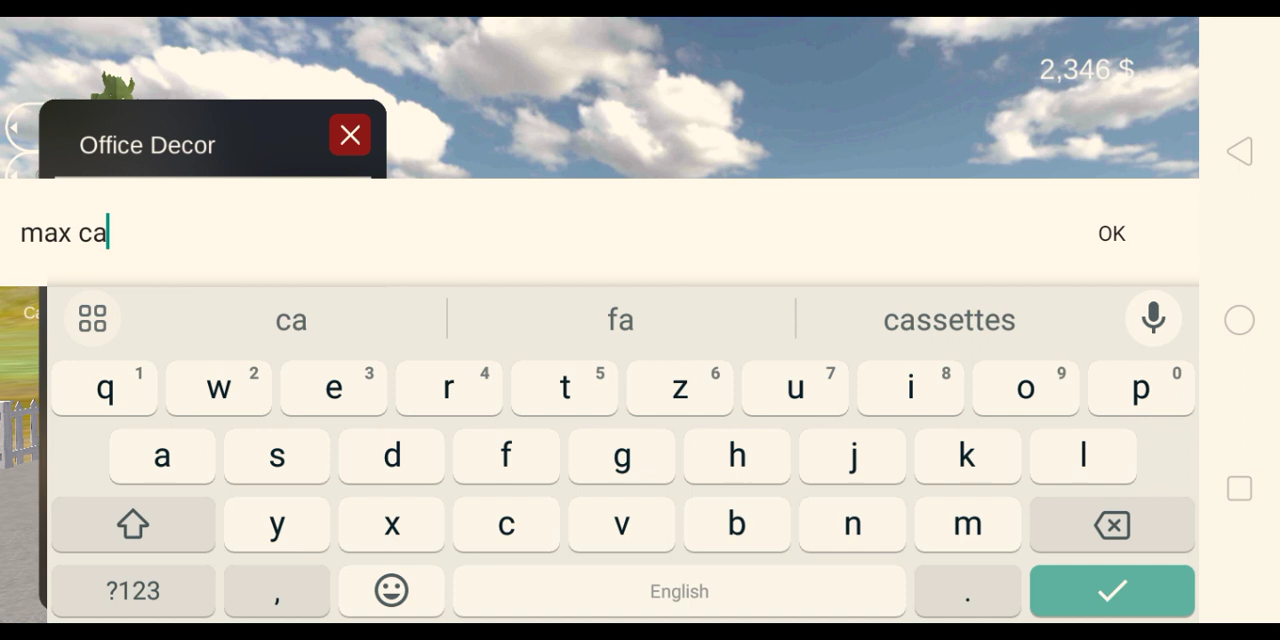 2,346 $
Office Decor
max ca
OK
Ca
ca fa cassettes
q 1 w 2 e 3 r 4 t 5 z 6 u 7 i 8 o 9 p 0
a s d f g h j k l
y x c v b n m
?123 , English .